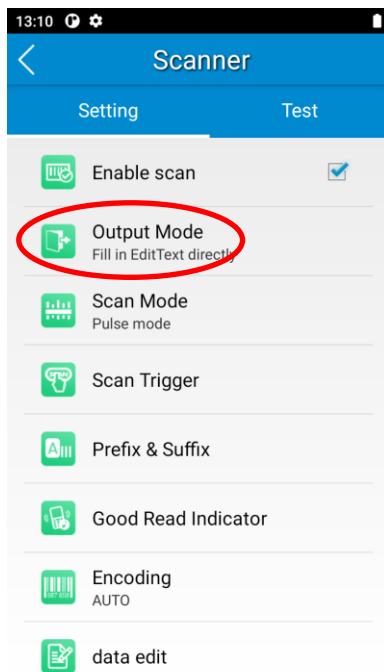 13:10
Scanner
Setting
Test
Enable scan
Output Mode
Fill in EditText directly
Scan Mode
Pulse mode
Scan Trigger
Prefix & Suffix
Good Read Indicator
Encoding
AUTO
data edit